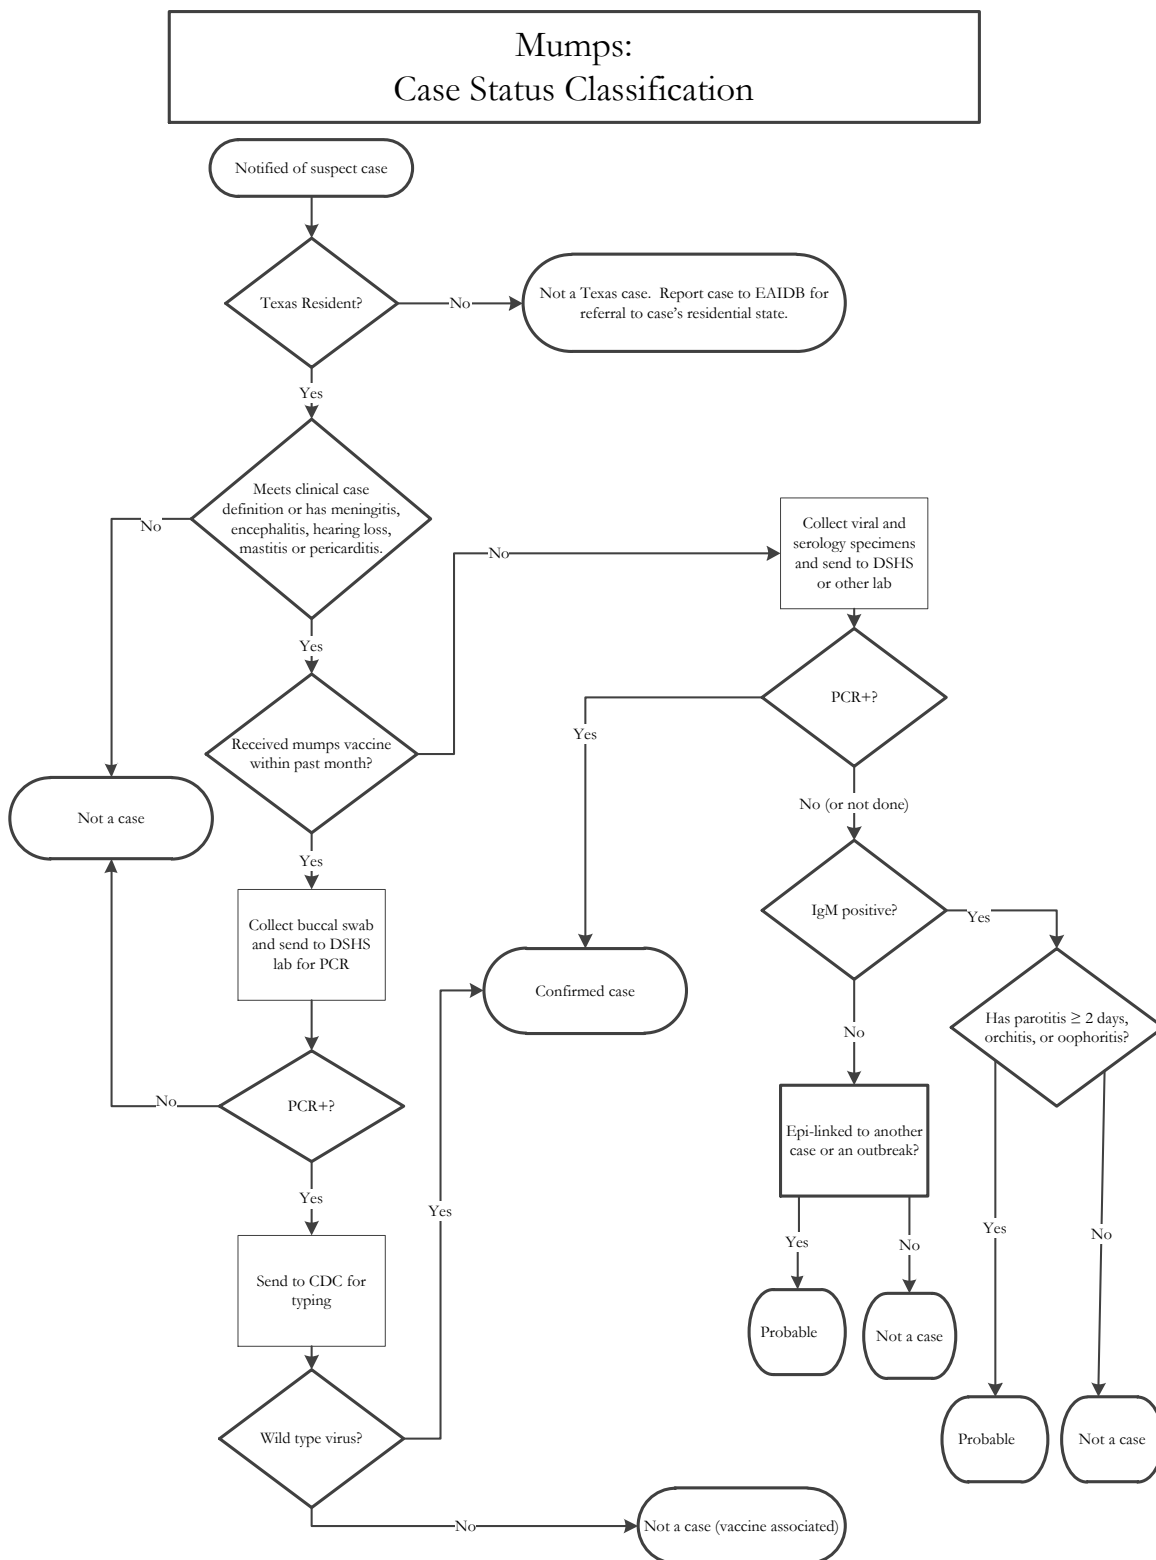 Mumps:
Case Status Classification
Notified of suspect case
Texas Resident?
No
Not a Texas case.  Report case to EAIDB for
referral to case's residential state.
Yes
Meets clinical case
definition or has meningitis,
encephalitis, hearing loss,
mastitis or pericarditis.
No
Yes
Received mumps vaccine
within past month?
No
Collect viral and
serology specimens
and send to DSHS
or other lab
PCR+?
Yes
No (or not done)
Not a case
Yes
Collect buccal swab
and send to DSHS
lab for PCR
IgM positive?
Yes
Confirmed case
Has parotitis ≥ 2 days,
orchitis, or oophoritis?
No
PCR+?
No
Epi-linked to another
case or an outbreak?
Yes
Yes
Yes
No
Yes
No
Send to CDC for
typing
Probable
Not a case
Wild type virus?
Probable
Not a case
No
Not a case (vaccine associated)